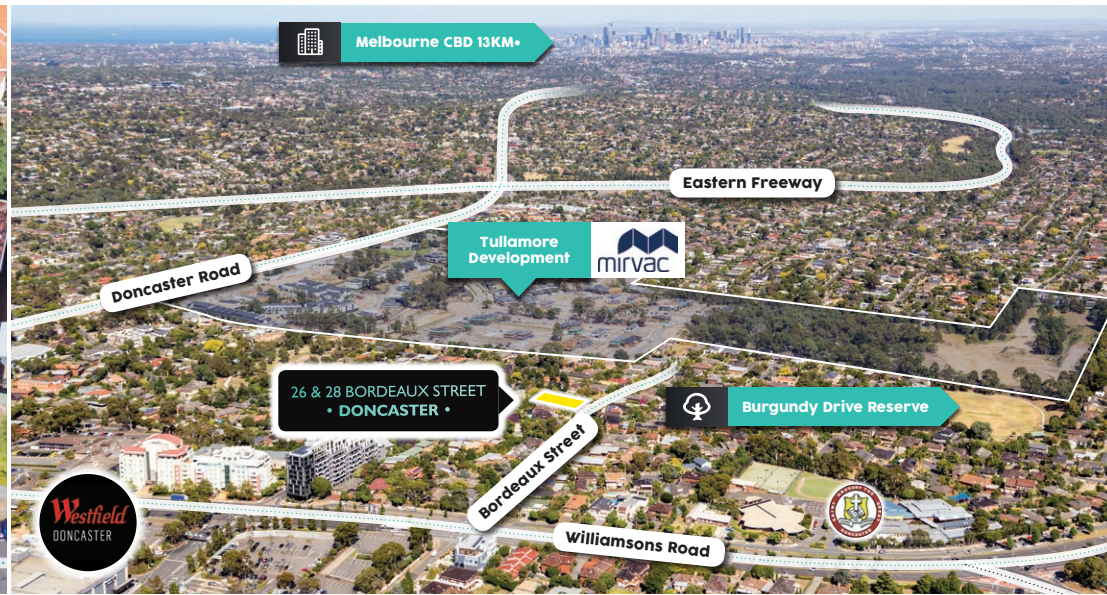 Melbourne CBD 13KM•
Eastern Freeway
Tullamore
Development
mirvac
Doncaster Road
26 & 28 BORDEAUX STREET
• DONCASTER •
Burgundy Drive Reserve
Bordeaux Street
Westfield
DONCASTER
Williamsons Road